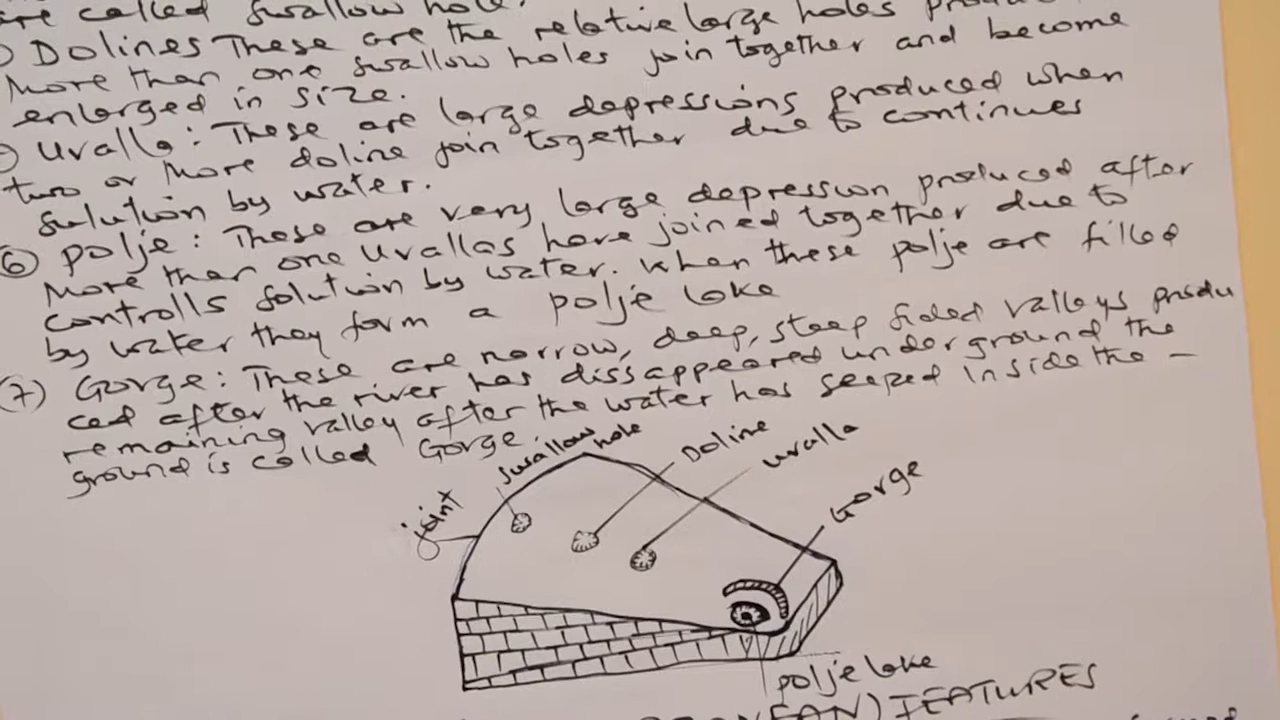 are called swallow hole.
) Dolines These are the relative large holes
More than one swallow holes join together and become
enlarged in size.
) Uvalla: These are large depressions produced when
two or More doline join together due to continues
solution by water.
⑥ polje: These are very large depression produced after
More than one Uvallas have joined together due to
controlls solution by water. When these polje are filled
by water they form a polje lake
(7) Gorge: These are narrow, deep, steep sided valleys produ
ced after the river has dissappeared underground the
remaining valley after the water has seeped inside the -
ground is called Gorge.
joint
swallow hole
Doline
uvalla
Gorge
polje lake
FEATURES